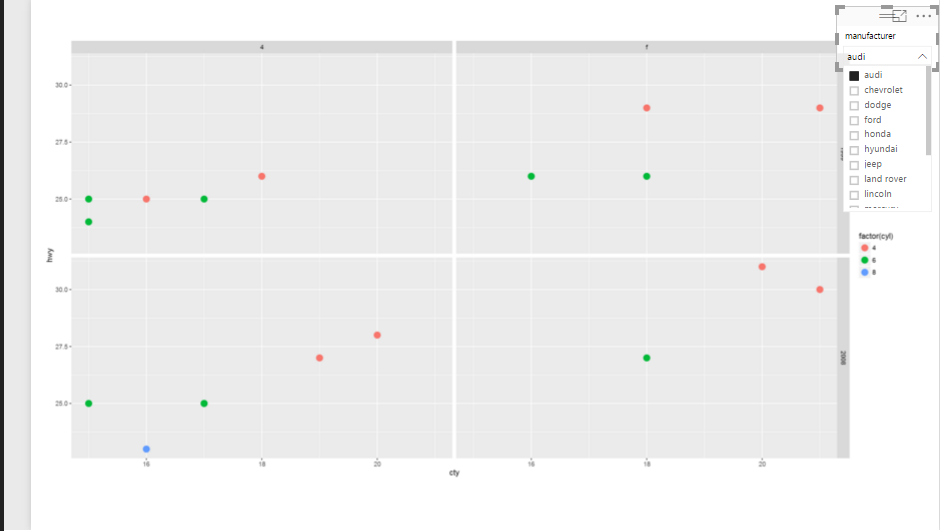 manufacturer
audi
audi
chevrolet
dodge
ford
honda
hyundai
jeep
land rover
lincoln
4
f
30.0
27.5
25.0
hwy
30.0
27.5
25.0
2008
16
18
20
16
18
20
cty
factor(cyl)
4
6
8